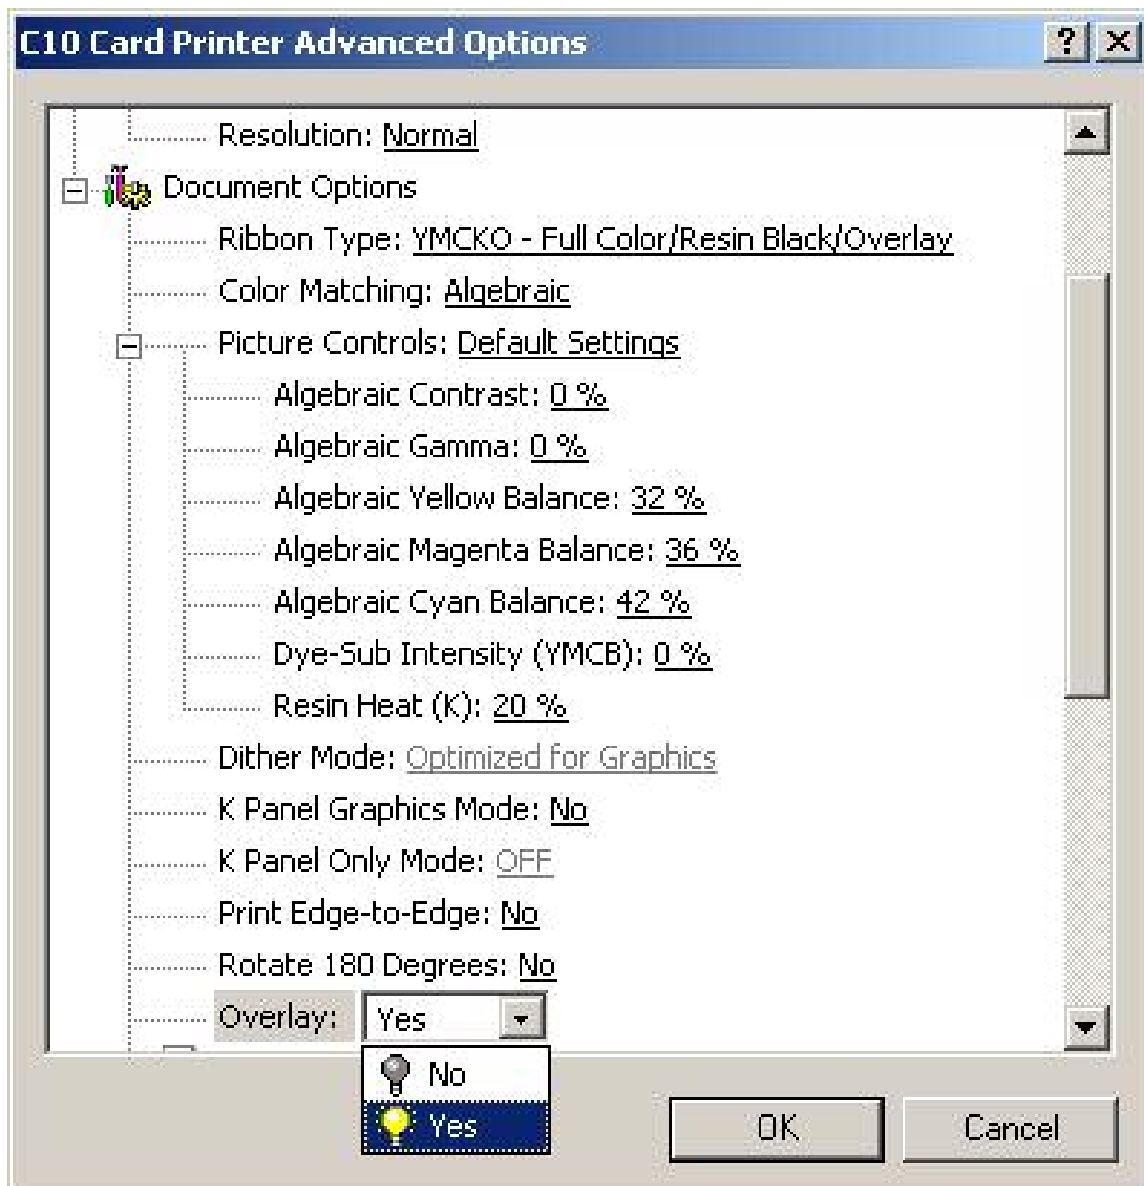 C10 Card Printer Advanced Options
Resolution: Normal
Document Options
Ribbon Type: YMCKO - Full Color/Resin Black/Overlay
Color Matching: Algebraic
Picture Controls: Default Settings
Algebraic Contrast: 0 %
Algebraic Gamma: 0 %
Algebraic Yellow Balance: 32 %
Algebraic Magenta Balance: 36 %
Algebraic Cyan Balance: 42 %
Dye-Sub Intensity (YMCB): 0 %
Resin Heat (K): 20 %
Dither Mode: Optimized for Graphics
K Panel Graphics Mode: No
K Panel Only Mode: OFF
Print Edge-to-Edge: No
Rotate 180 Degrees: No
Overlay: Yes
No
Yes
OK Cancel